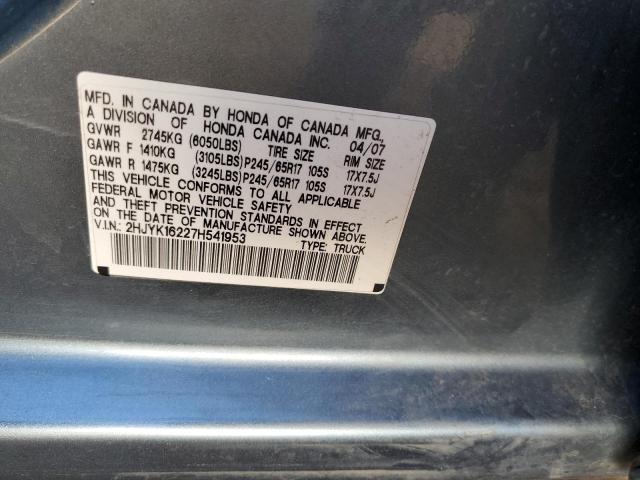 MFD. IN CANADA BY HONDA OF CANADA MFG.
A DIVISION OF HONDA CANADA INC. 04/07
GVWR 2745KG (6050LBS) TIRE SIZE RIM SIZE
GAWR F 1410KG (3105LBS) P245/65R17 105S 17X7.5J
GAWR R 1475KG (3245LBS) P245/65R17 105S 17X7.5J
THIS VEHICLE CONFORMS TO ALL APPLICABLE
FEDERAL MOTOR VEHICLE SAFETY
AND THEFT PREVENTION STANDARDS IN EFFECT
ON THE DATE OF MANUFACTURE SHOWN ABOVE.
V.I.N.: 2HJYK16227H541953 TYPE: TRUCK